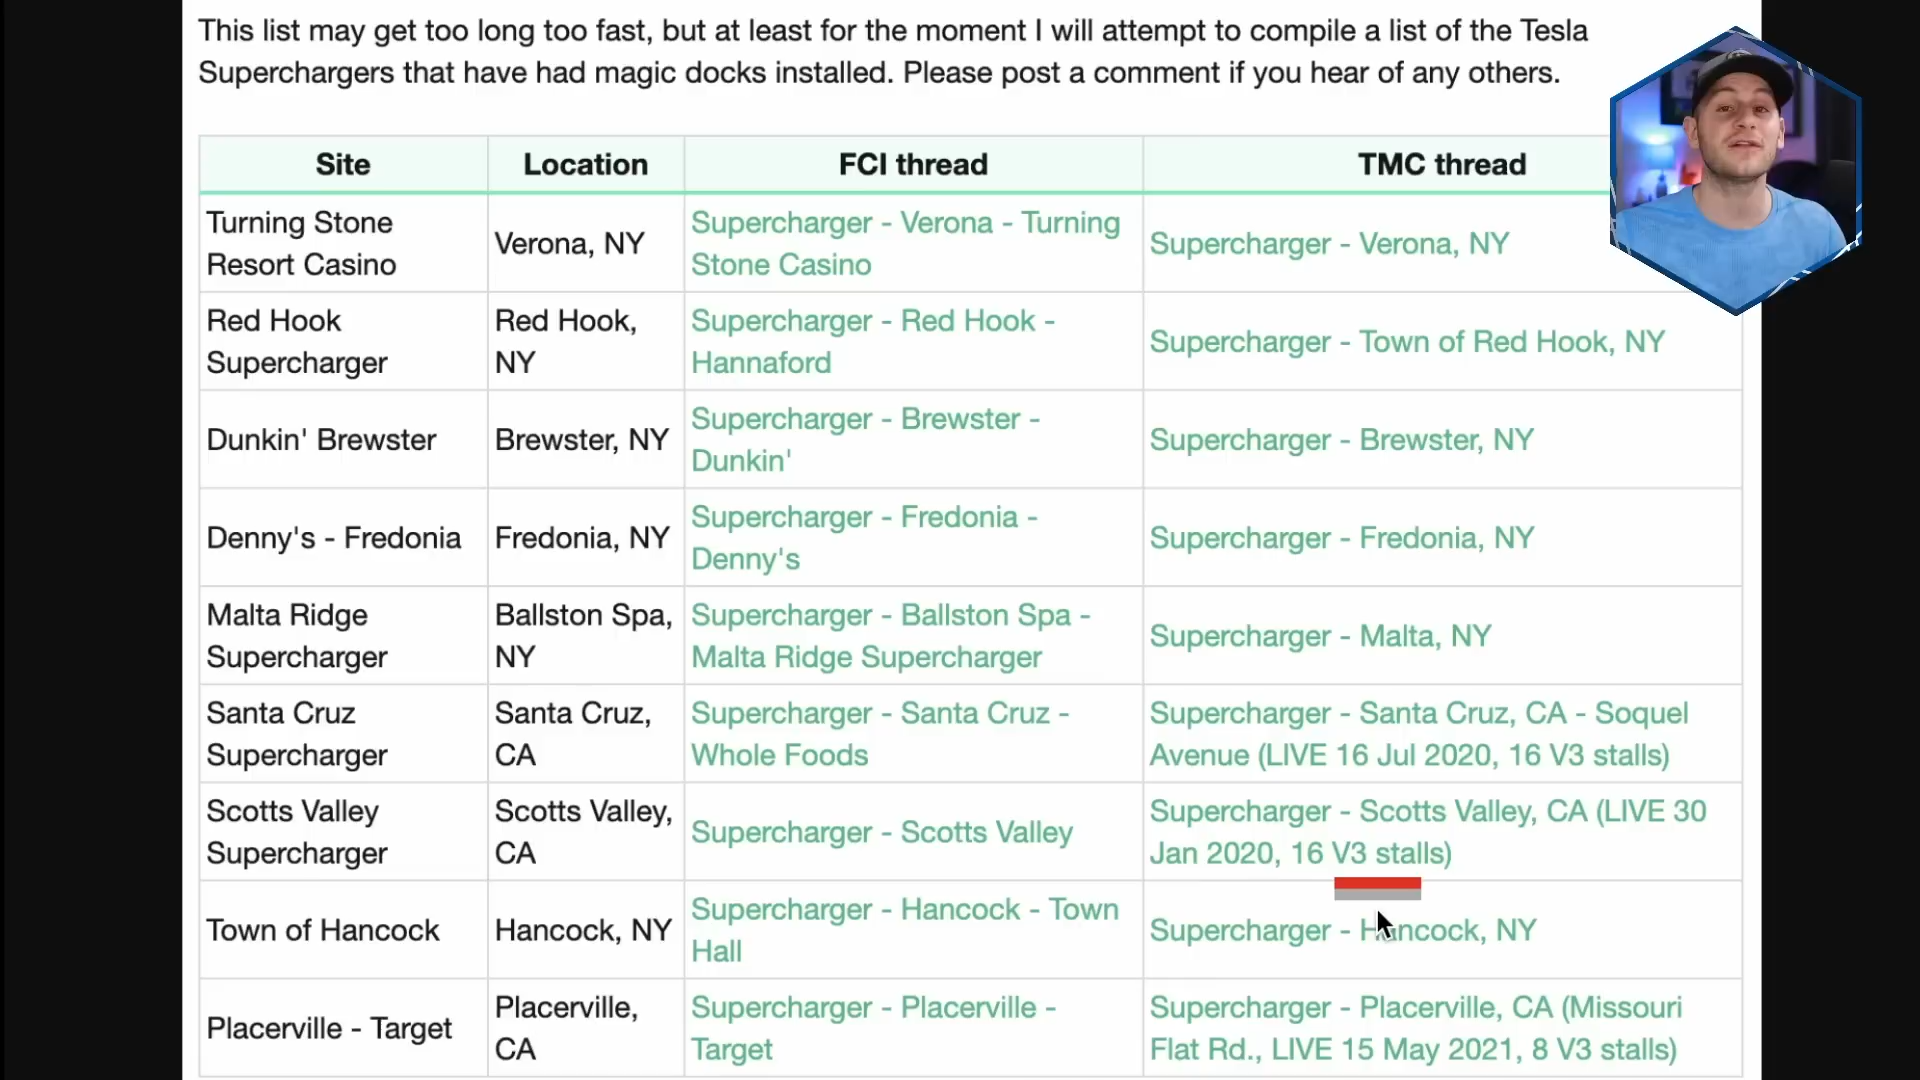 This list may get too long too fast, but at least for the moment I will attempt to compile a list of the Tesla
Superchargers that have had magic docks installed. Please post a comment if you hear of any others.
Site
Location
FCI thread
TMC thread
Turning Stone
Resort Casino
Verona, NY
Supercharger - Verona - Turning
Stone Casino
Supercharger - Verona, NY
Red Hook
Supercharger
Red Hook,
NY
Supercharger - Red Hook -
Hannaford
Supercharger - Town of Red Hook, NY
Dunkin' Brewster
Brewster, NY
Supercharger - Brewster -
Dunkin'
Supercharger - Brewster, NY
Denny's - Fredonia
Fredonia, NY
Supercharger - Fredonia -
Denny's
Supercharger - Fredonia, NY
Malta Ridge
Supercharger
Ballston Spa,
NY
Supercharger - Ballston Spa -
Malta Ridge Supercharger
Supercharger - Malta, NY
Santa Cruz
Supercharger
Santa Cruz,
CA
Supercharger - Santa Cruz -
Whole Foods
Supercharger - Santa Cruz, CA - Soquel
Avenue (LIVE 16 Jul 2020, 16 V3 stalls)
Scotts Valley
Supercharger
Scotts Valley,
CA
Supercharger - Scotts Valley
Supercharger - Scotts Valley, CA (LIVE 30
Jan 2020, 16 V3 stalls)
Town of Hancock
Hancock, NY
Supercharger - Hancock - Town
Hall
Supercharger - Hancock, NY
Placerville - Target
Placerville,
CA
Supercharger - Placerville -
Target
Supercharger - Placerville, CA (Missouri
Flat Rd., LIVE 15 May 2021, 8 V3 stalls)